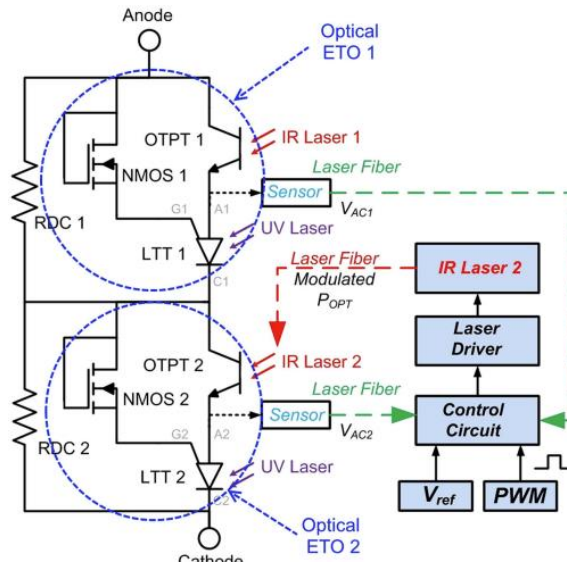 Anode
Optical
ETO 1
OTPT 1
IR Laser 1
NMOS 1
Laser Fiber
Sensor
RDC 1
G1
A1
V_AC1
UV Laser
LTT 1
C1
Laser Fiber
Modulated
P_OPT
IR Laser 2
Laser
Driver
OTPT 2
IR Laser 2
NMOS 2
Laser Fiber
Sensor
Control
Circuit
RDC 2
G2
A2
V_AC2
UV Laser
LTT 2
C2
V_ref
PWM
Optical
ETO 2
Cathode